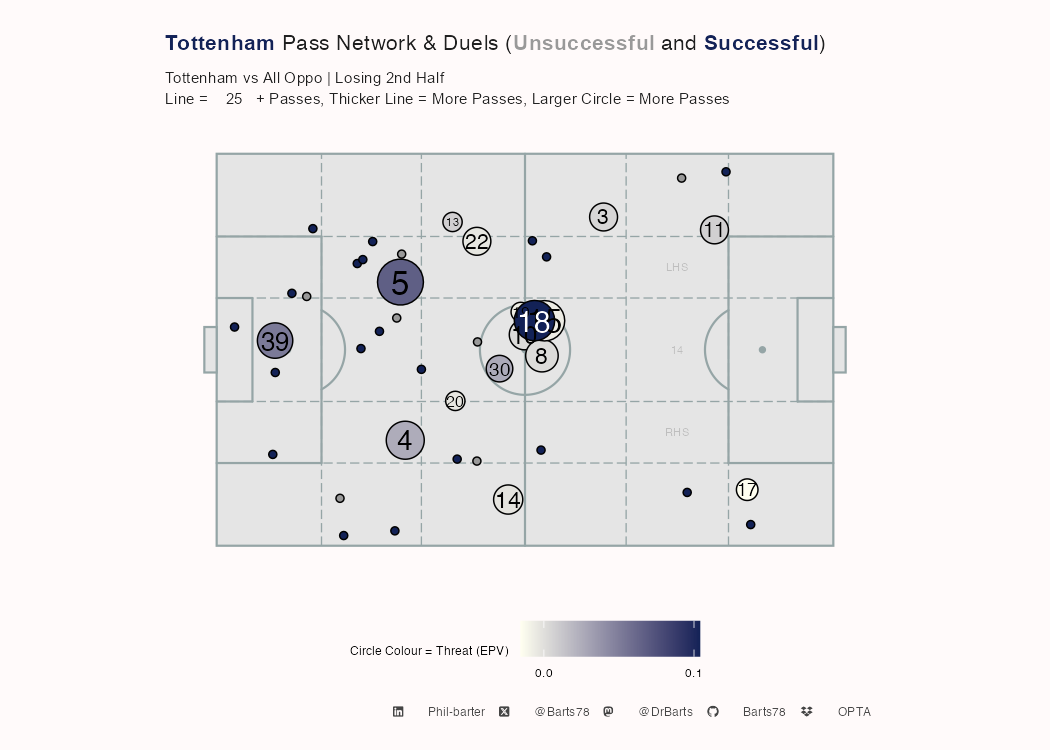 Tottenham Pass Network & Duels (Unsuccessful and Successful)
Tottenham vs All Oppo | Losing 2nd Half
Line = 25 + Passes, Thicker Line = More Passes, Larger Circle = More Passes
3
13
11
22
LHS
5
18
39
14
8
30
20
RHS
4
17
14
Circle Colour = Threat (EPV)
0.0 0.1
Phil-barter @Barts78 @DrBarts Barts78 OPTA